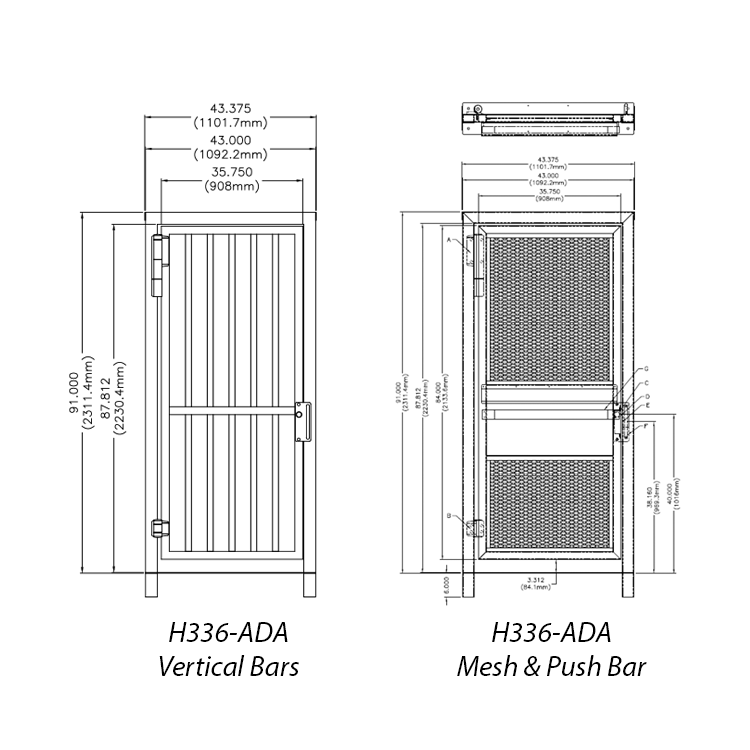 43.375
(1101.7mm)
43.000
(1092.2mm)
35.750
(908mm)
91.000
(2311.4mm)
87.812
(2230.4mm)
H336-ADA
Vertical Bars
43.375
(1101.7mm)
43.000
(1092.2mm)
35.750
(908mm)
A
91.000
(2311.4mm)
87.812
(2230.4mm)
84.000
(2133.6mm)
G
C
D
E
F
B
38.160
(969.3mm)
40.000
(1016mm)
6.000
3.312
(84.1mm)
H336-ADA
Mesh & Push Bar